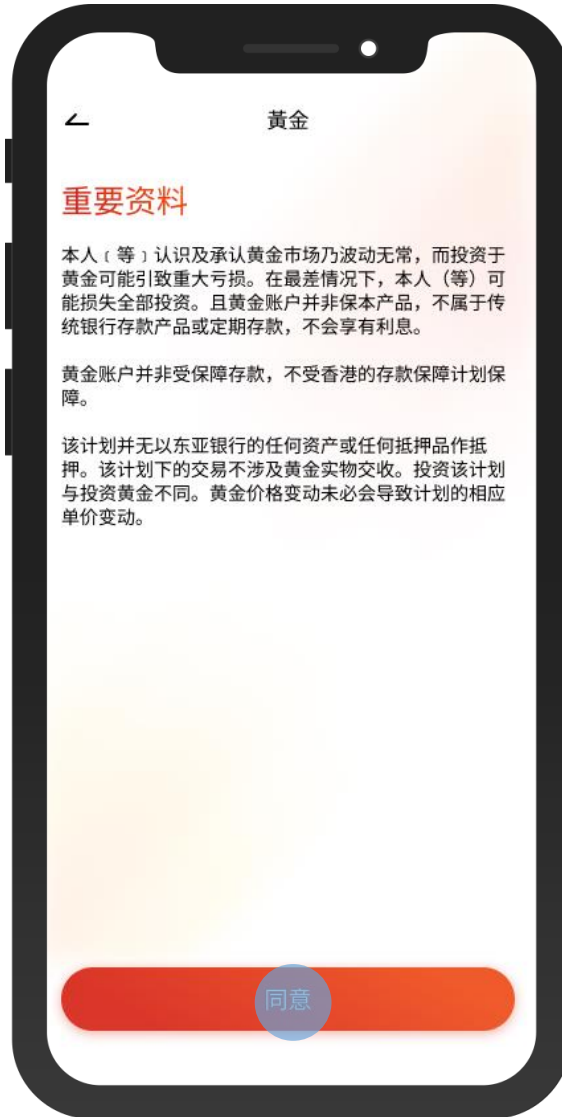 黃金
重要资料
本人﹝等﹞认识及承认黄金市场乃波动无常，而投资于
黄金可能引致重大亏损。在最差情况下，本人（等）可
能损失全部投资。且黄金账户并非保本产品，不属于传
统银行存款产品或定期存款，不会享有利息。
黄金账户并非受保障存款，不受香港的存款保障计划保
障。
该计划并无以东亚银行的任何资产或任何抵押品作抵
押。该计划下的交易不涉及黄金实物交收。投资该计划
与投资黄金不同。黄金价格变动未必会导致计划的相应
单价变动。
同意